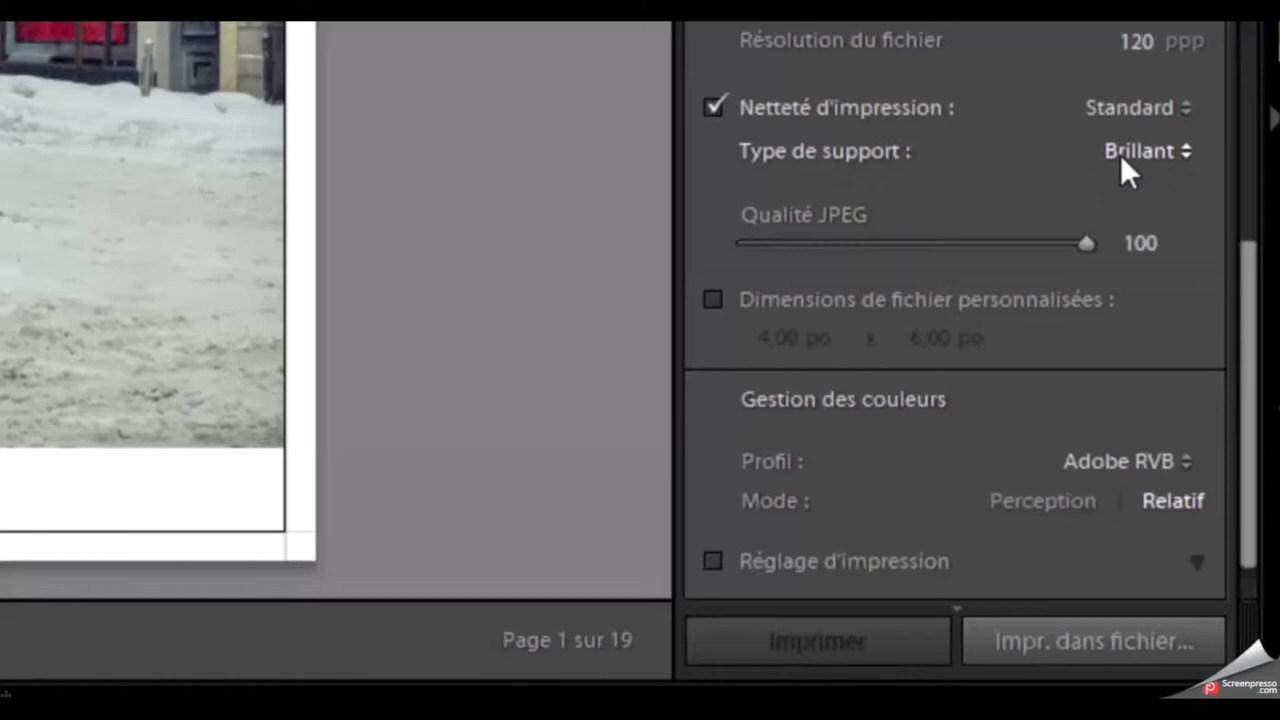 Résolution du fichier 120 ppp
Netteté d'impression : Standard
Type de support : Brillant
Qualité JPEG
100
Dimensions de fichier personnalisées :
4,00 po x 6,00 po
Gestion des couleurs
Profil : Adobe RVB
Mode : Perception Relatif
Réglage d'impression
Page 1 sur 19 Imprimer Impr. dans fichier...
Screenpresso
.com